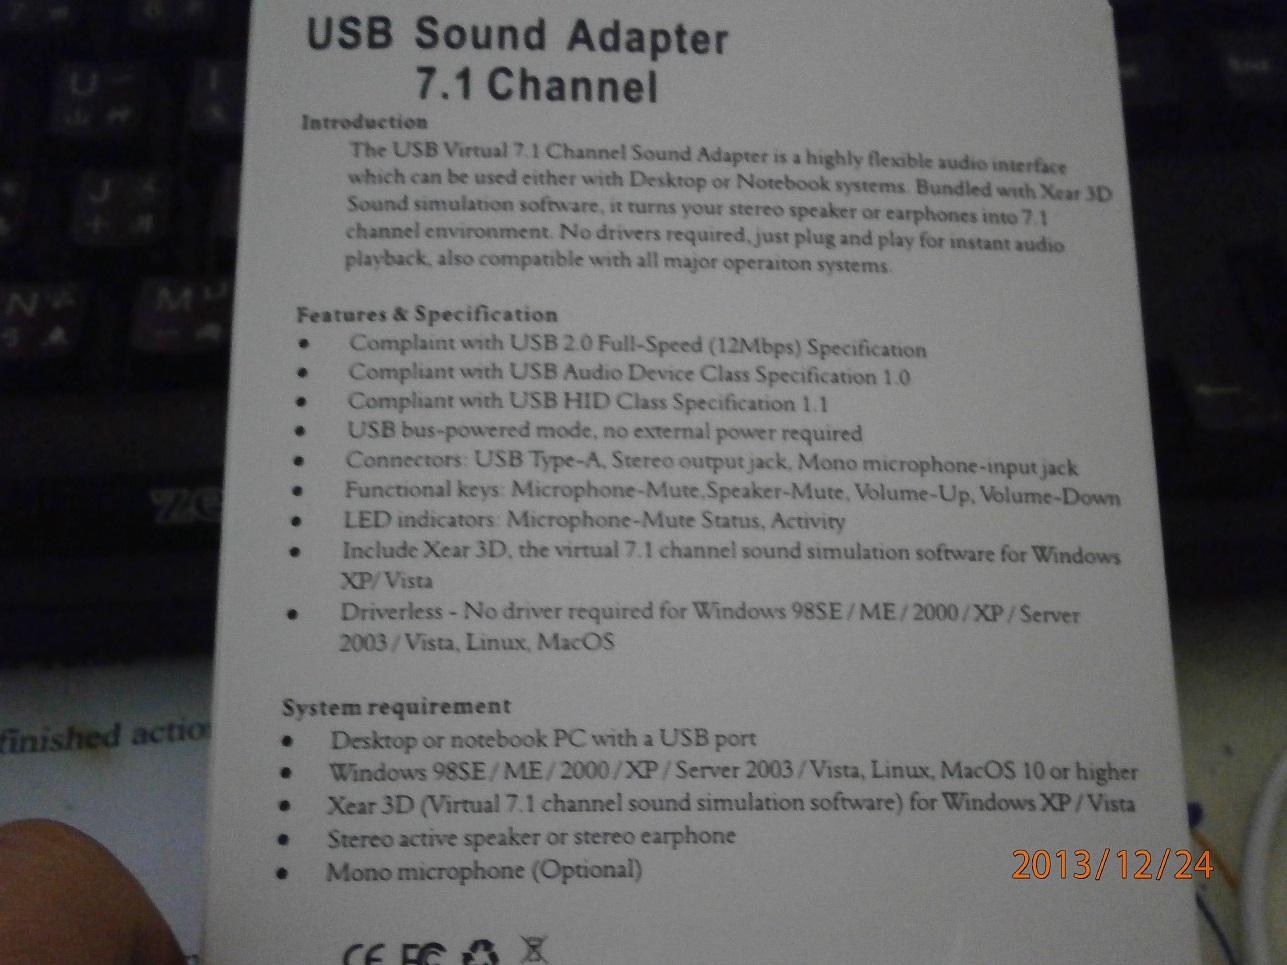 USB Sound Adapter
7.1 Channel
Introduction
The USB Virtual 7.1 Channel Sound Adapter is a highly flexible audio interface
which can be used either with Desktop or Notebook systems. Bundled with Xear 3D
Sound simulation software, it turns your stereo speaker or earphones into 7.1
channel environment. No drivers required, just plug and play for instant audio
playback, also compatible with all major operaiton systems.
Features & Specification
• Complaint with USB 2.0 Full-Speed (12Mbps) Specification
• Compliant with USB Audio Device Class Specification 1.0
• Compliant with USB HID Class Specification 1.1
• USB bus-powered mode, no external power required
• Connectors: USB Type-A, Stereo output jack, Mono microphone-input jack
• Functional keys: Microphone-Mute, Speaker-Mute, Volume-Up, Volume-Down
• LED indicators: Microphone-Mute Status, Activity
• Include Xear 3D, the virtual 7.1 channel sound simulation software for Windows
XP/Vista
• Driverless - No driver required for Windows 98SE / ME / 2000 / XP / Server
2003 / Vista, Linux, MacOS
System requirement
• Desktop or notebook PC with a USB port
• Windows 98SE / ME / 2000 / XP / Server 2003 / Vista, Linux, MacOS 10 or higher
• Xear 3D (Virtual 7.1 channel sound simulation software) for Windows XP / Vista
• Stereo active speaker or stereo earphone
• Mono microphone (Optional)
CE FC
2013/12/24
U
J
N
M
finished